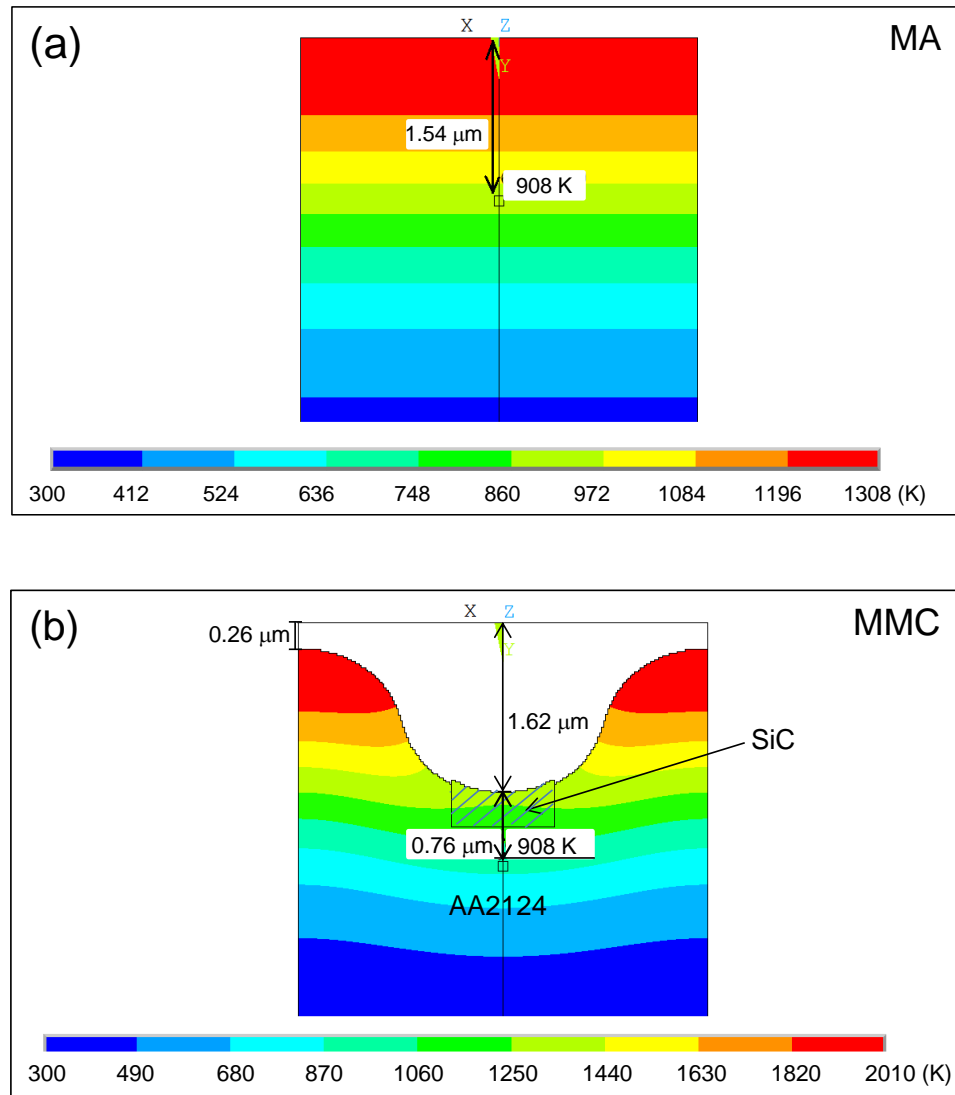 (a)
X Z
MA
Y
1.54 μm
908 K
300 412 524 636 748 860 972 1084 1196 1308 (K)
(b)
X Z
MMC
0.26 μm
Y
1.62 μm
SiC
0.76 μm 908 K
AA2124
300 490 680 870 1060 1250 1440 1630 1820 2010 (K)